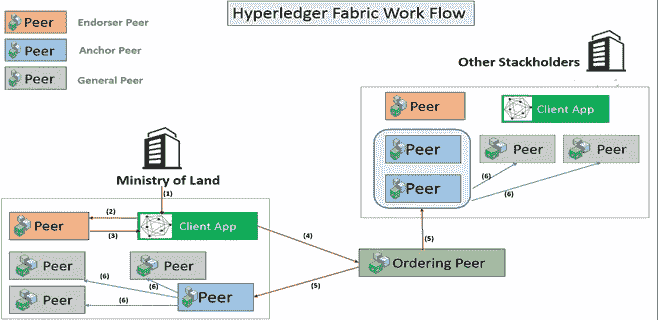 Hyperledger Fabric Work Flow
Peer Endorser Peer
Peer Anchor Peer
Peer General Peer
Other Stackholders
Peer
Client App
Peer
Peer
Peer
Peer
(6)
(6)
Ministry of Land
(1)
(2)
(3)
Peer
Client App
(4)
(5)
Ordering Peer
(5)
Peer
Peer
(6)
(6)
Peer
(6)
Peer